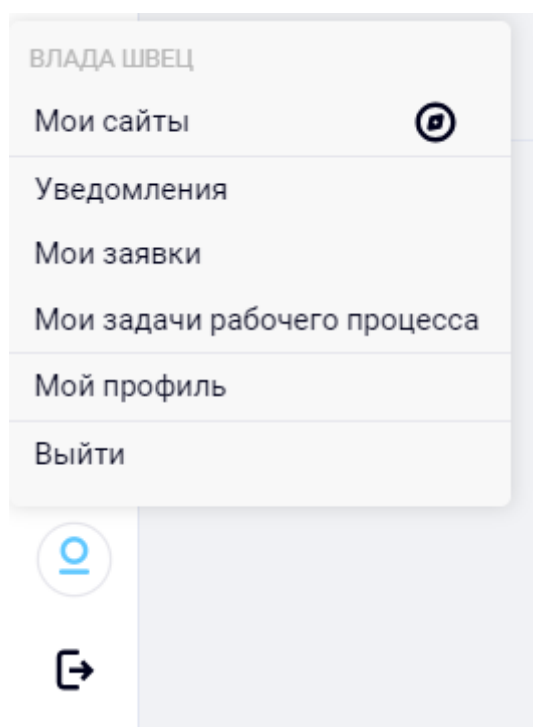 ВЛАДА ШВЕЦ
Мои сайты
Уведомления
Мои заявки
Мои задачи рабочего процесса
Мой профиль
Выйти